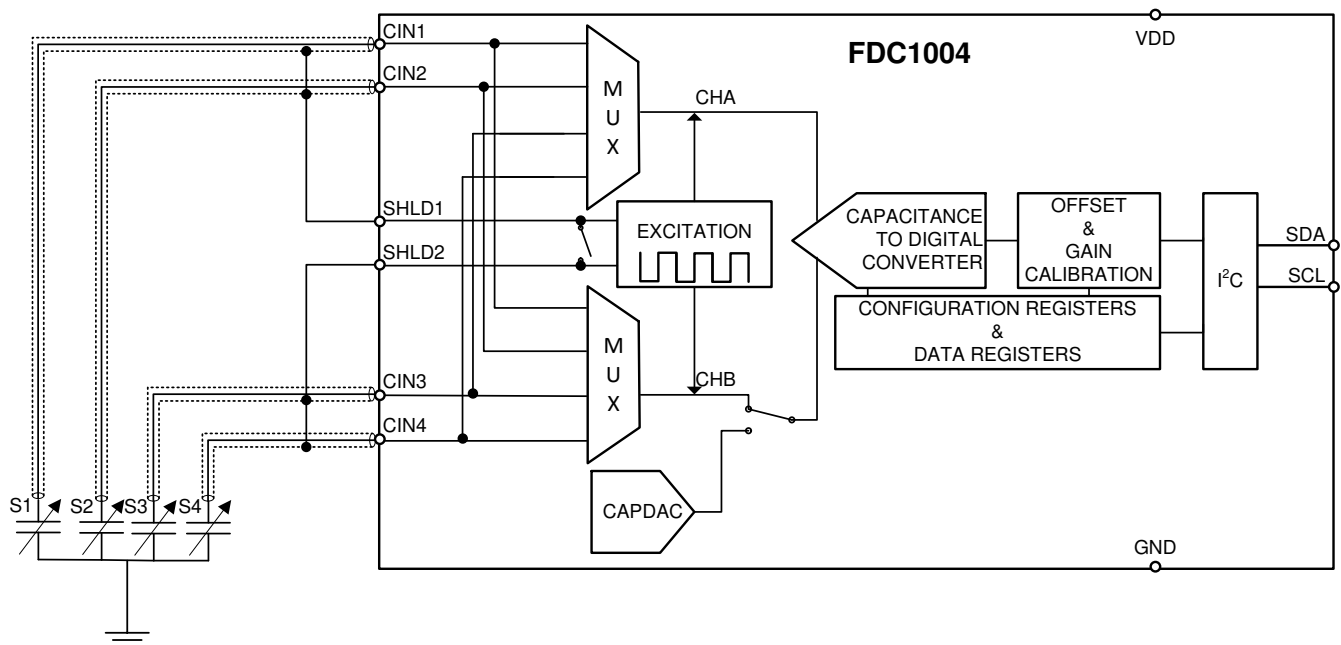 CIN1
FDC1004
VDD
CIN2
M
U
X
CHA
SHLD1
EXCITATION
CAPACITANCE
TO DIGITAL
CONVERTER
OFFSET
&
GAIN
CALIBRATION
I²C
SDA
SCL
SHLD2
CONFIGURATION REGISTERS
&
DATA REGISTERS
M
U
X
CHB
CIN3
CIN4
S1
S2
S3
S4
CAPDAC
GND